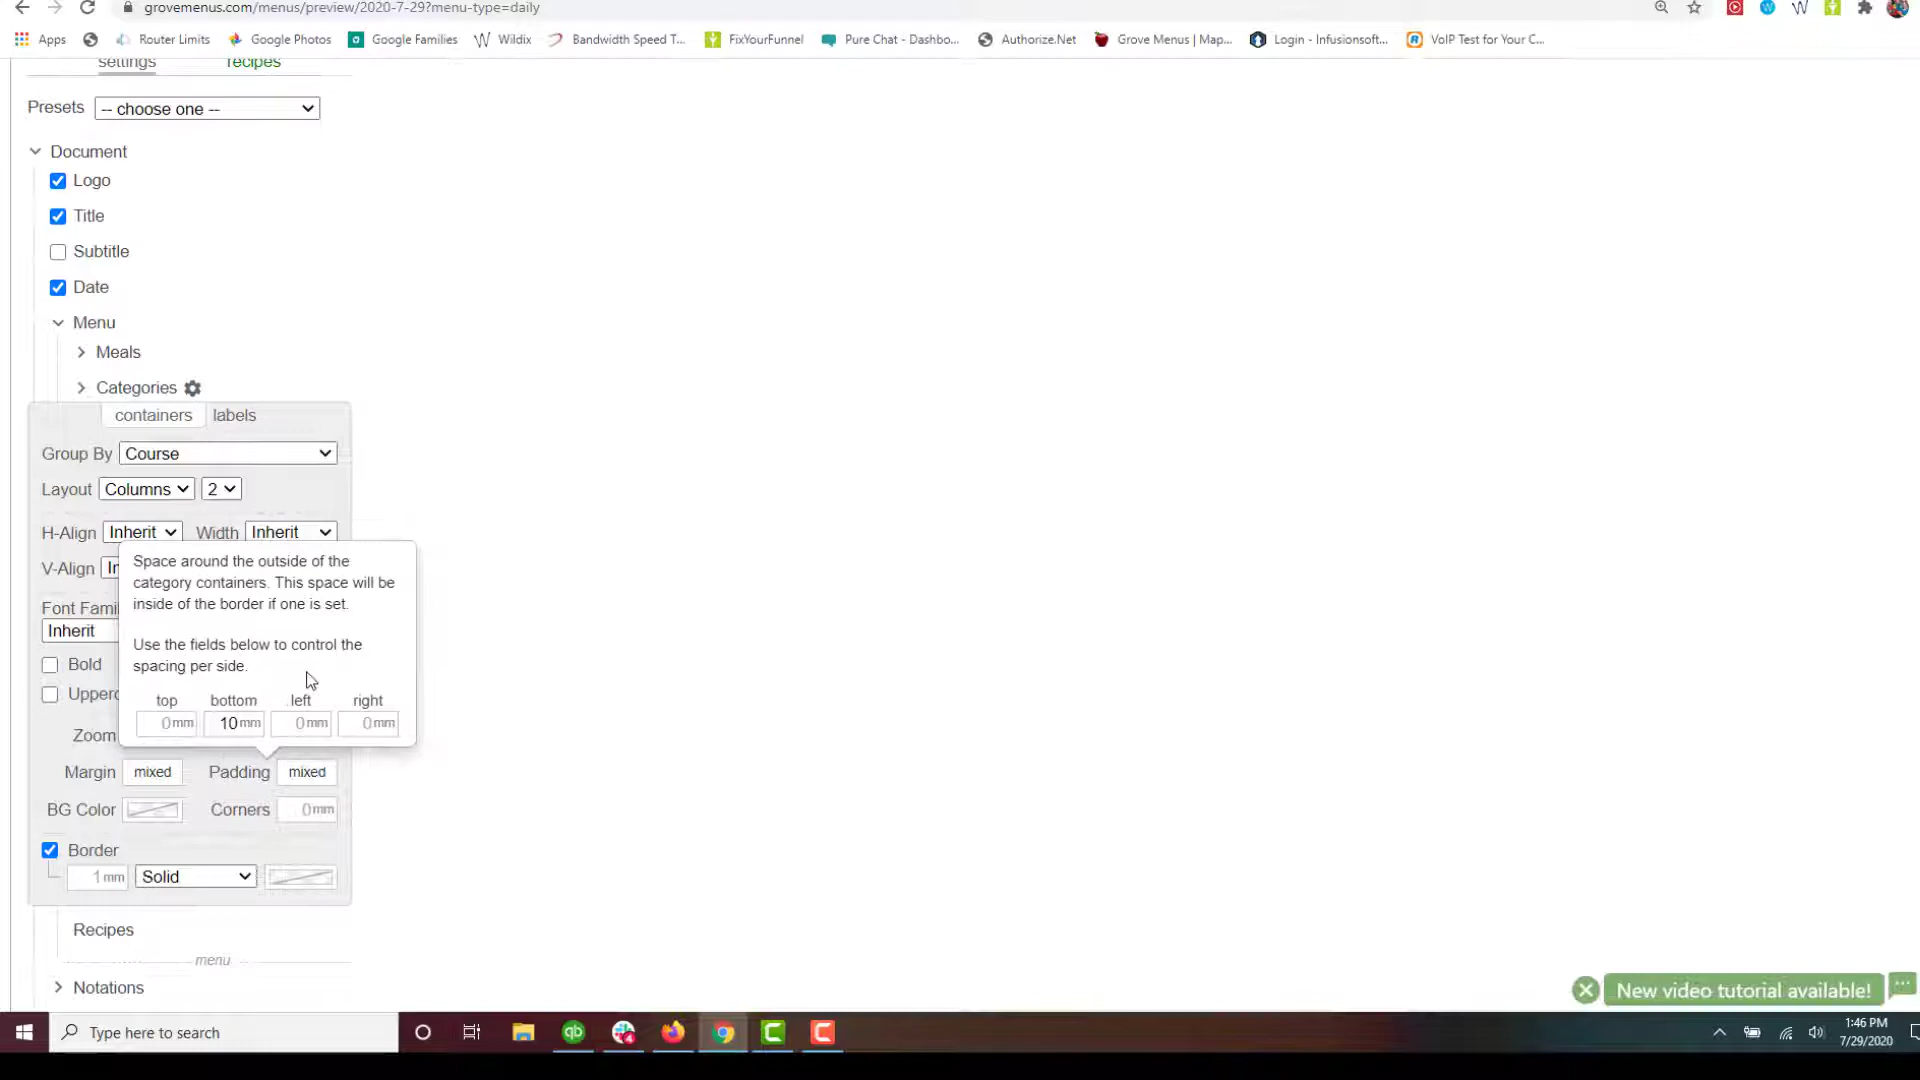 grovemenus.com/menus/preview/2020-7-29?menu-type=daily
Apps Router Limits Google Photos Google Families Wildix Bandwidth Speed T... FixYourFunnel Pure Chat - Dashbo... Authorize.Net Grove Menus | Map... Login - Infusionsoft... VoIP Test for Your C...
settings recipes
Presets -- choose one --
Document
Logo
Title
Subtitle
Date
Menu
Meals
Categories
containers labels
Group By Course
Layout Columns 2
H-Align Inherit Width Inherit
V-Align In
Space around the outside of the
category containers. This space will be
inside of the border if one is set.
Use the fields below to control the
spacing per side.
top bottom left right
0mm 10mm 0mm 0mm
Font Fami
Inherit
Bold
Upperc
Zoom
Margin mixed Padding mixed
BG Color Corners 0mm
Border
1mm Solid
Recipes
menu
Notations
New video tutorial available!
Type here to search
1:46 PM
7/29/2020